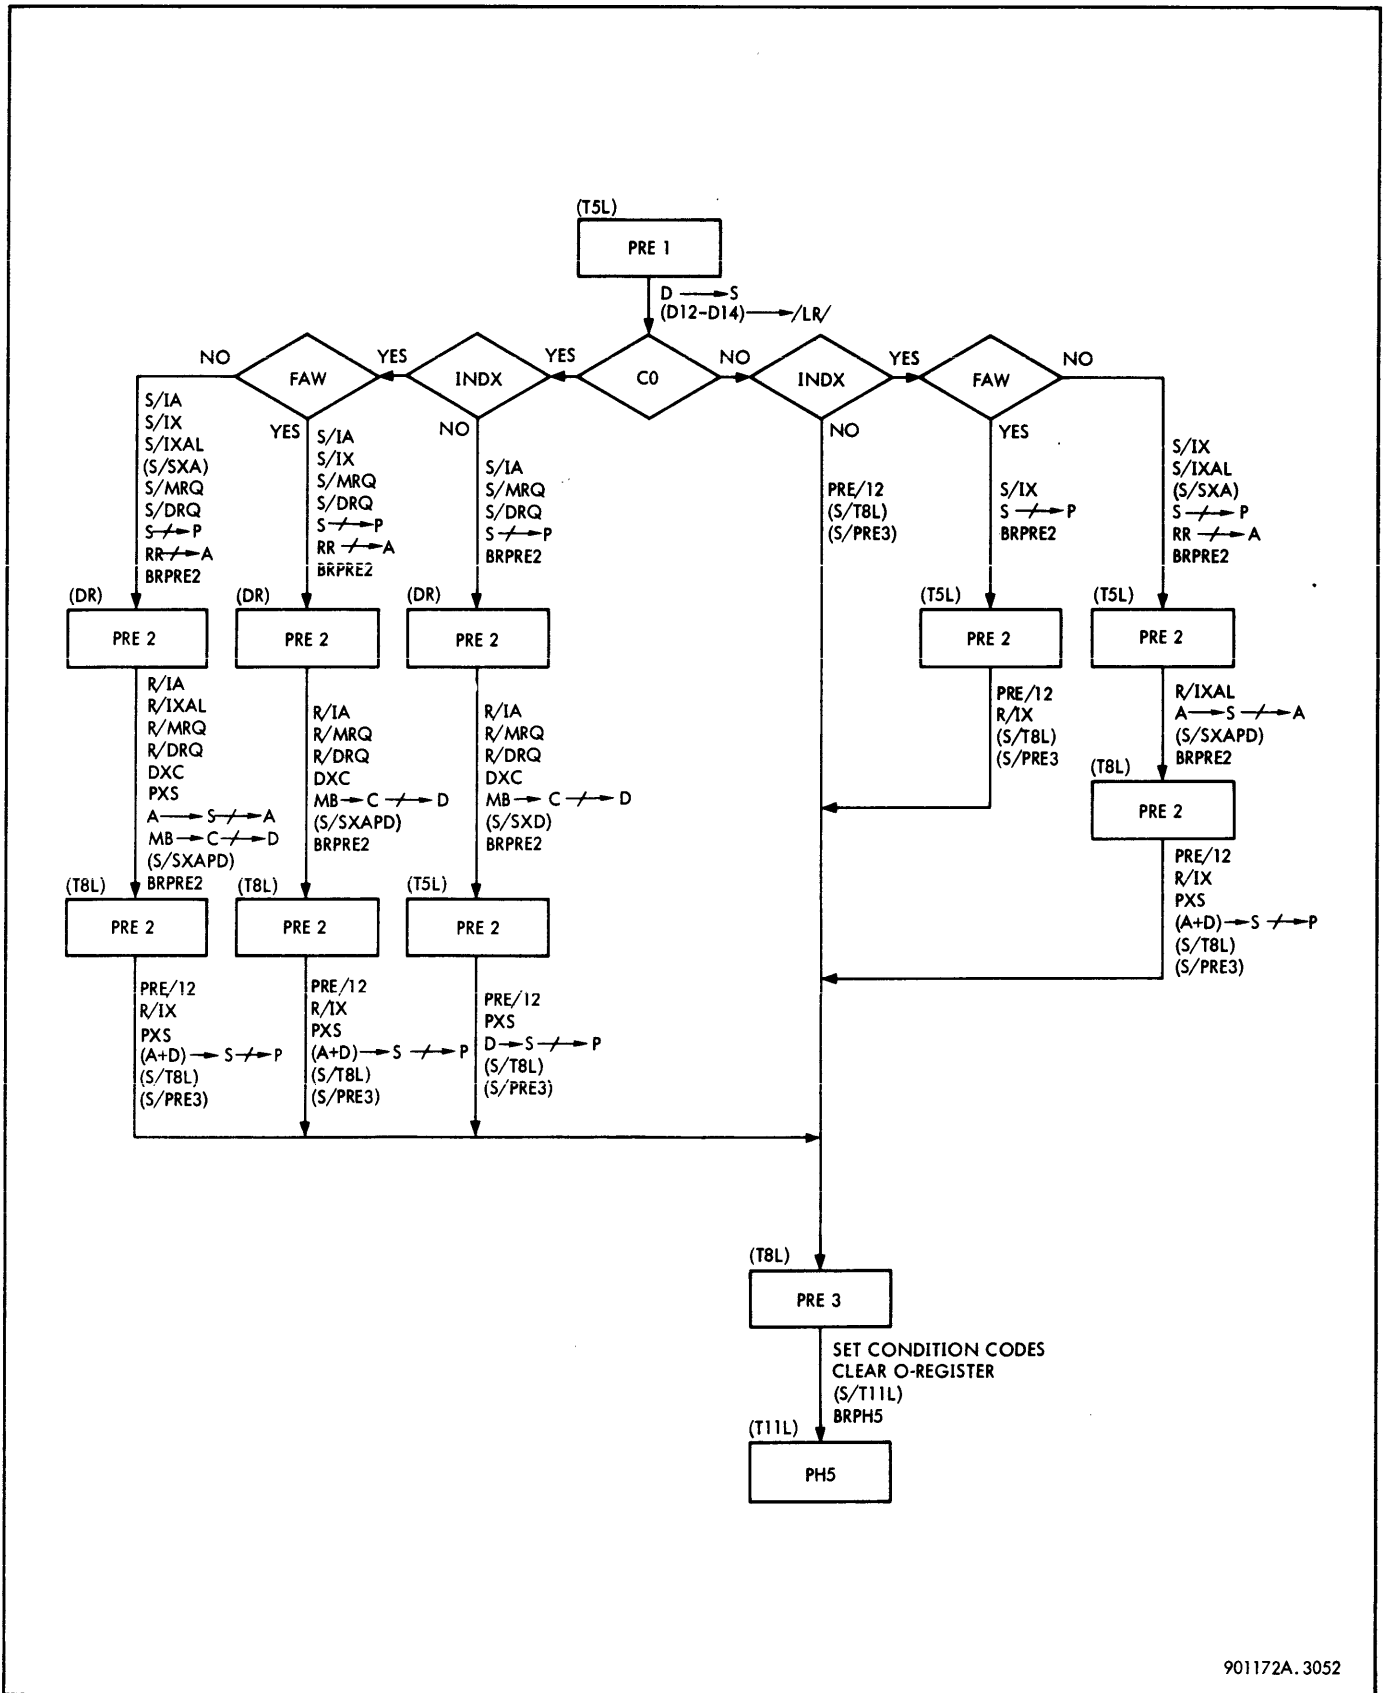 (T5L)
PRE 1
D → S
(D12-D14) → /LR/
NO
FAW
YES
INDX
YES
C0
NO
INDX
YES
FAW
NO
YES
NO
NO
YES
S/IA
S/IX
S/IXAL
(S/SXA)
S/MRQ
S/DRQ
S ↛ P
RR ↛ A
BRPRE2
S/IA
S/IX
S/MRQ
S/DRQ
S ↛ P
RR ↛ A
BRPRE2
S/IA
S/MRQ
S/DRQ
S ↛ P
BRPRE2
PRE/12
(S/T8L)
(S/PRE3)
S/IX
S ↛ P
BRPRE2
S/IX
S/IXAL
(S/SXA)
S ↛ P
RR ↛ A
BRPRE2
(DR)
PRE 2
(DR)
PRE 2
(DR)
PRE 2
(T5L)
PRE 2
(T5L)
PRE 2
R/IA
R/IXAL
R/MRQ
R/DRQ
DXC
PXS
A → S ↛ A
MB → C ↛ D
(S/SXAPD)
BRPRE2
R/IA
R/MRQ
R/DRQ
DXC
MB → C ↛ D
(S/SXAPD)
BRPRE2
R/IA
R/MRQ
R/DRQ
DXC
MB → C ↛ D
(S/SXD)
BRPRE2
PRE/12
R/IX
(S/T8L)
(S/PRE3
R/IXAL
A → S ↛ A
(S/SXAPD)
BRPRE2
(T8L)
PRE 2
PRE/12
R/IX
PXS
(A+D) → S ↛ P
(S/T8L)
(S/PRE3)
(T8L)
PRE 2
(T8L)
PRE 2
(T5L)
PRE 2
PRE/12
R/IX
PXS
(A+D) → S ↛ P
(S/T8L)
(S/PRE3)
PRE/12
R/IX
PXS
(A+D) → S ↛ P
(S/T8L)
(S/PRE3)
PRE/12
PXS
D → S ↛ P
(S/T8L)
(S/PRE3)
(T8L)
PRE 3
SET CONDITION CODES
CLEAR O-REGISTER
(S/T11L)
BRPH5
(T11L)
PH5
901172A.3052